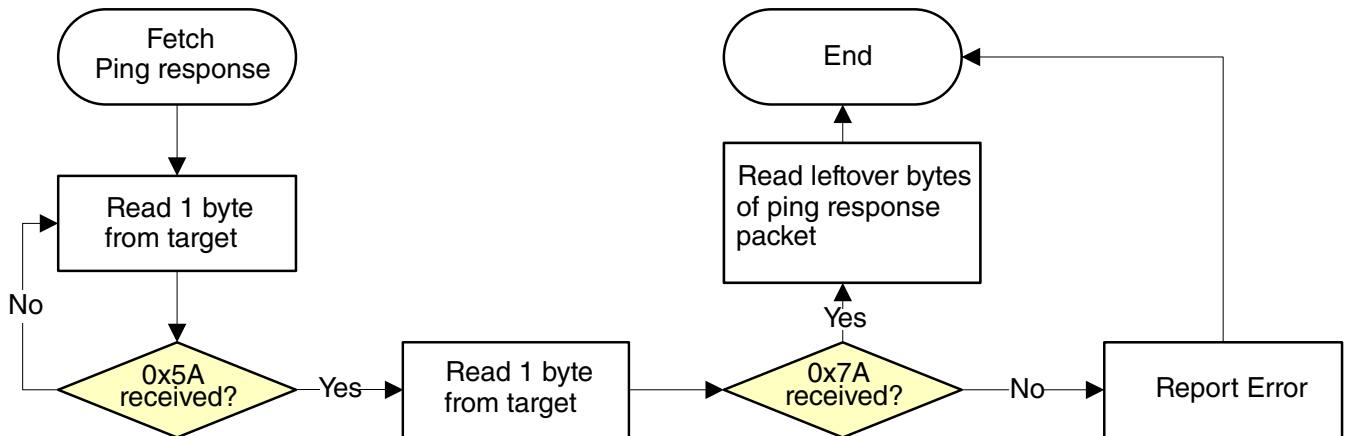 Fetch
Ping response
Read 1 byte
from target
No
0x5A
received?
Yes
Read 1 byte
from target
0x7A
received?
Yes
Read leftover bytes
of ping response
packet
End
No
Report Error